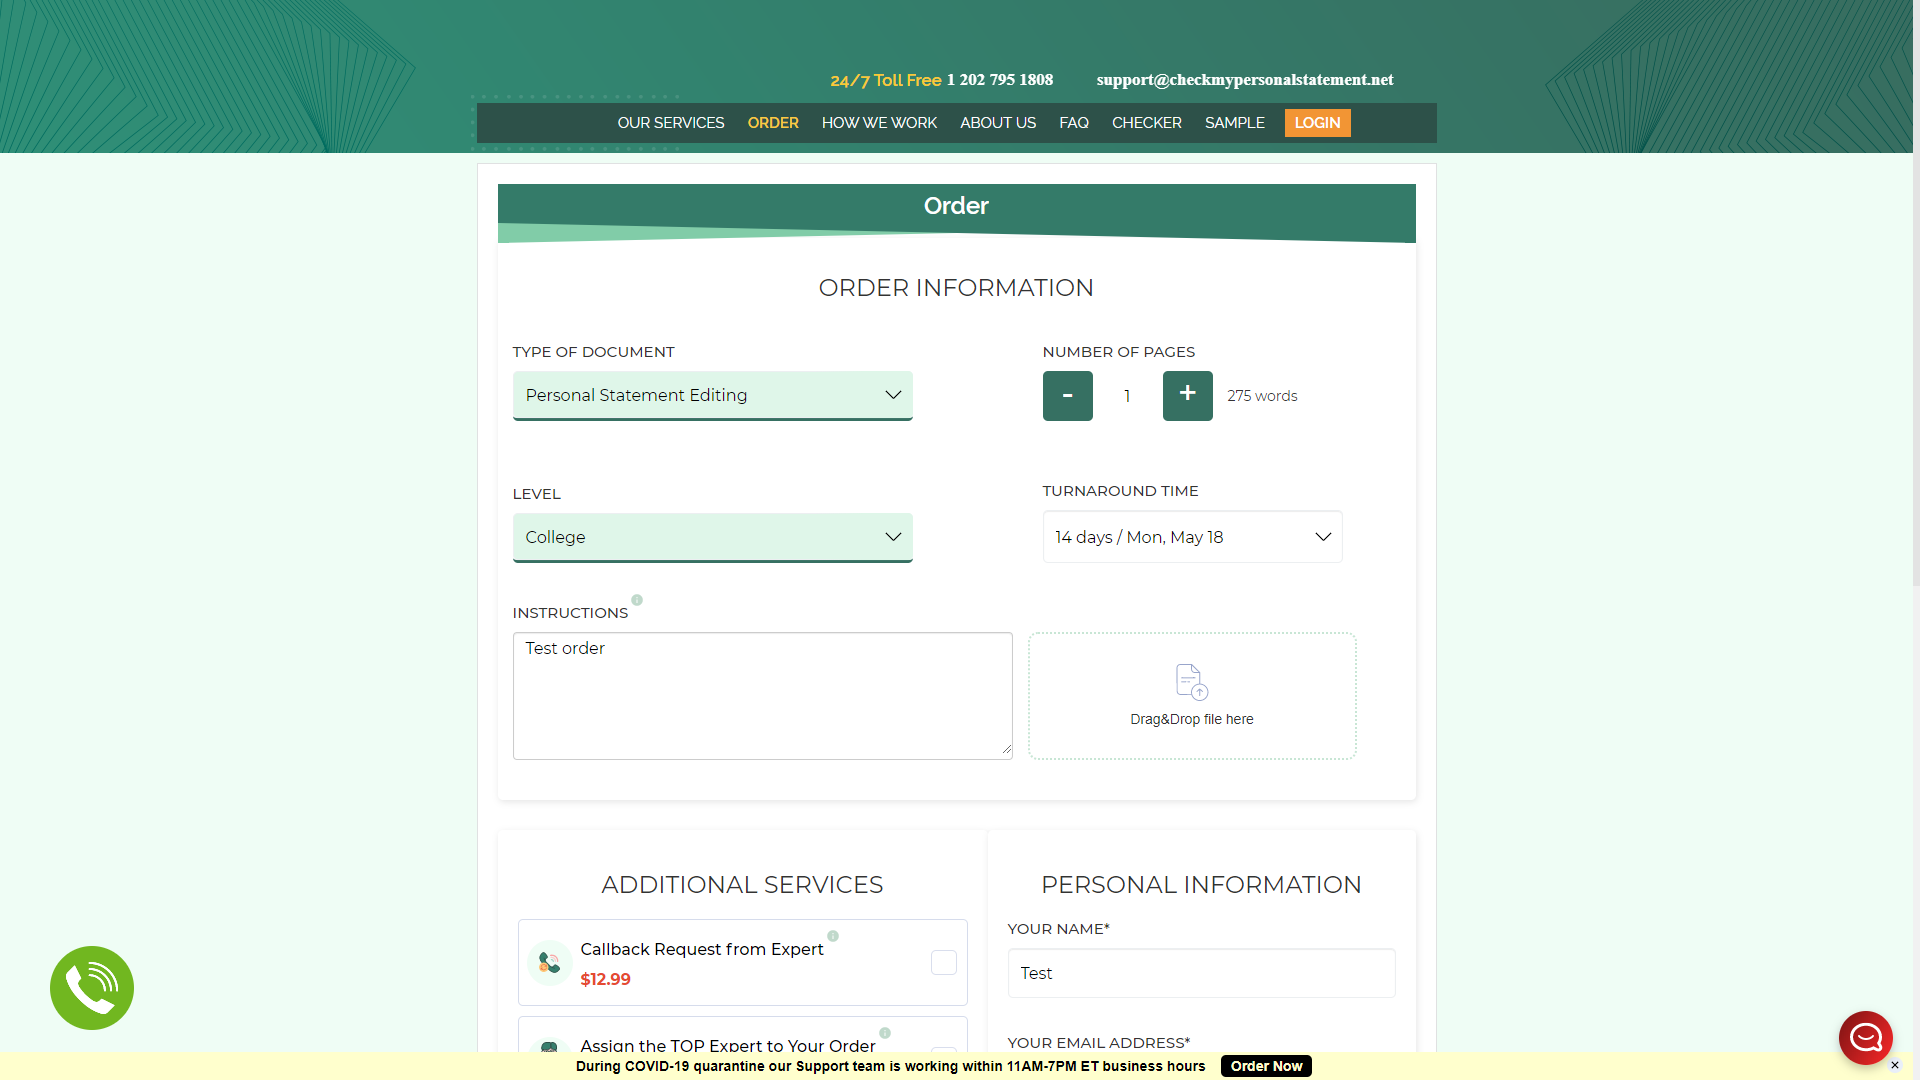 24/7 Toll Free 1 202 795 1808 support@checkmypersonalstatement.net
OUR SERVICES ORDER HOW WE WORK ABOUT US FAQ CHECKER SAMPLE LOGIN
Order
ORDER INFORMATION
TYPE OF DOCUMENT
Personal Statement Editing
NUMBER OF PAGES
- 1 + 275 words
LEVEL
College
TURNAROUND TIME
14 days / Mon, May 18
INSTRUCTIONS
Test order
Drag&Drop file here
ADDITIONAL SERVICES
Callback Request from Expert
$12.99
Assign the TOP Expert to Your Order
PERSONAL INFORMATION
YOUR NAME*
Test
YOUR EMAIL ADDRESS*
During COVID-19 quarantine our Support team is working within 11AM-7PM ET business hours Order Now